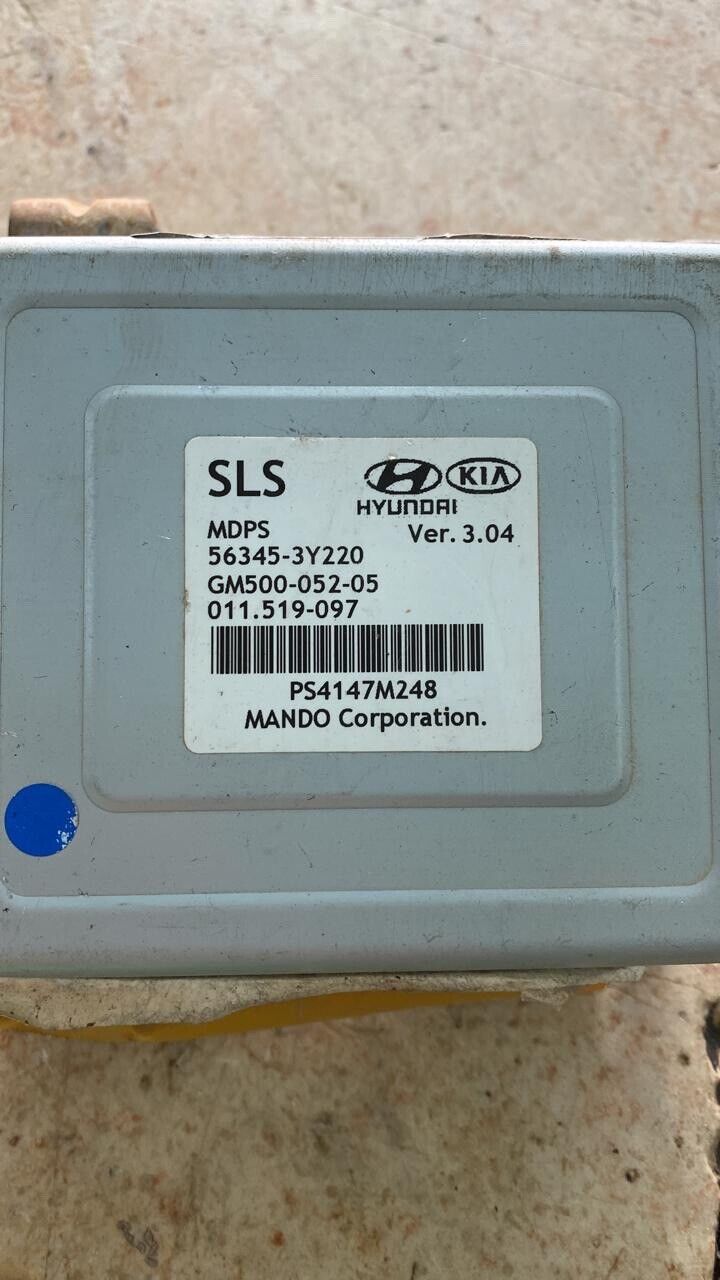 SLS
HYUNDAI
KIA
MDPS
Ver. 3.04
56345-3Y220
GM500-052-05
011.519-097
PS4147M248
MANDO Corporation.